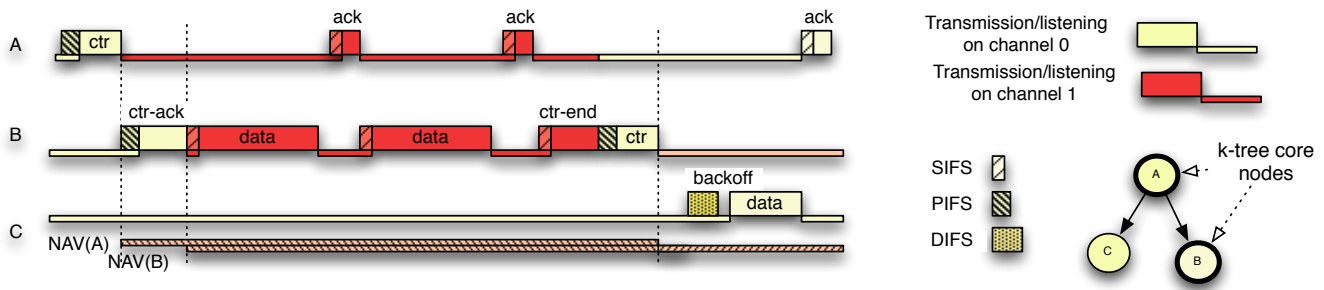 ack
ack
ack
A
ctr
ctr-ack
ctr-end
B
data
data
ctr
backoff
data
C
NAV(A)
NAV(B)
Transmission/listening
on channel 0
Transmission/listening
on channel 1
SIFS
PIFS
DIFS
k-tree core
nodes
A
C
B